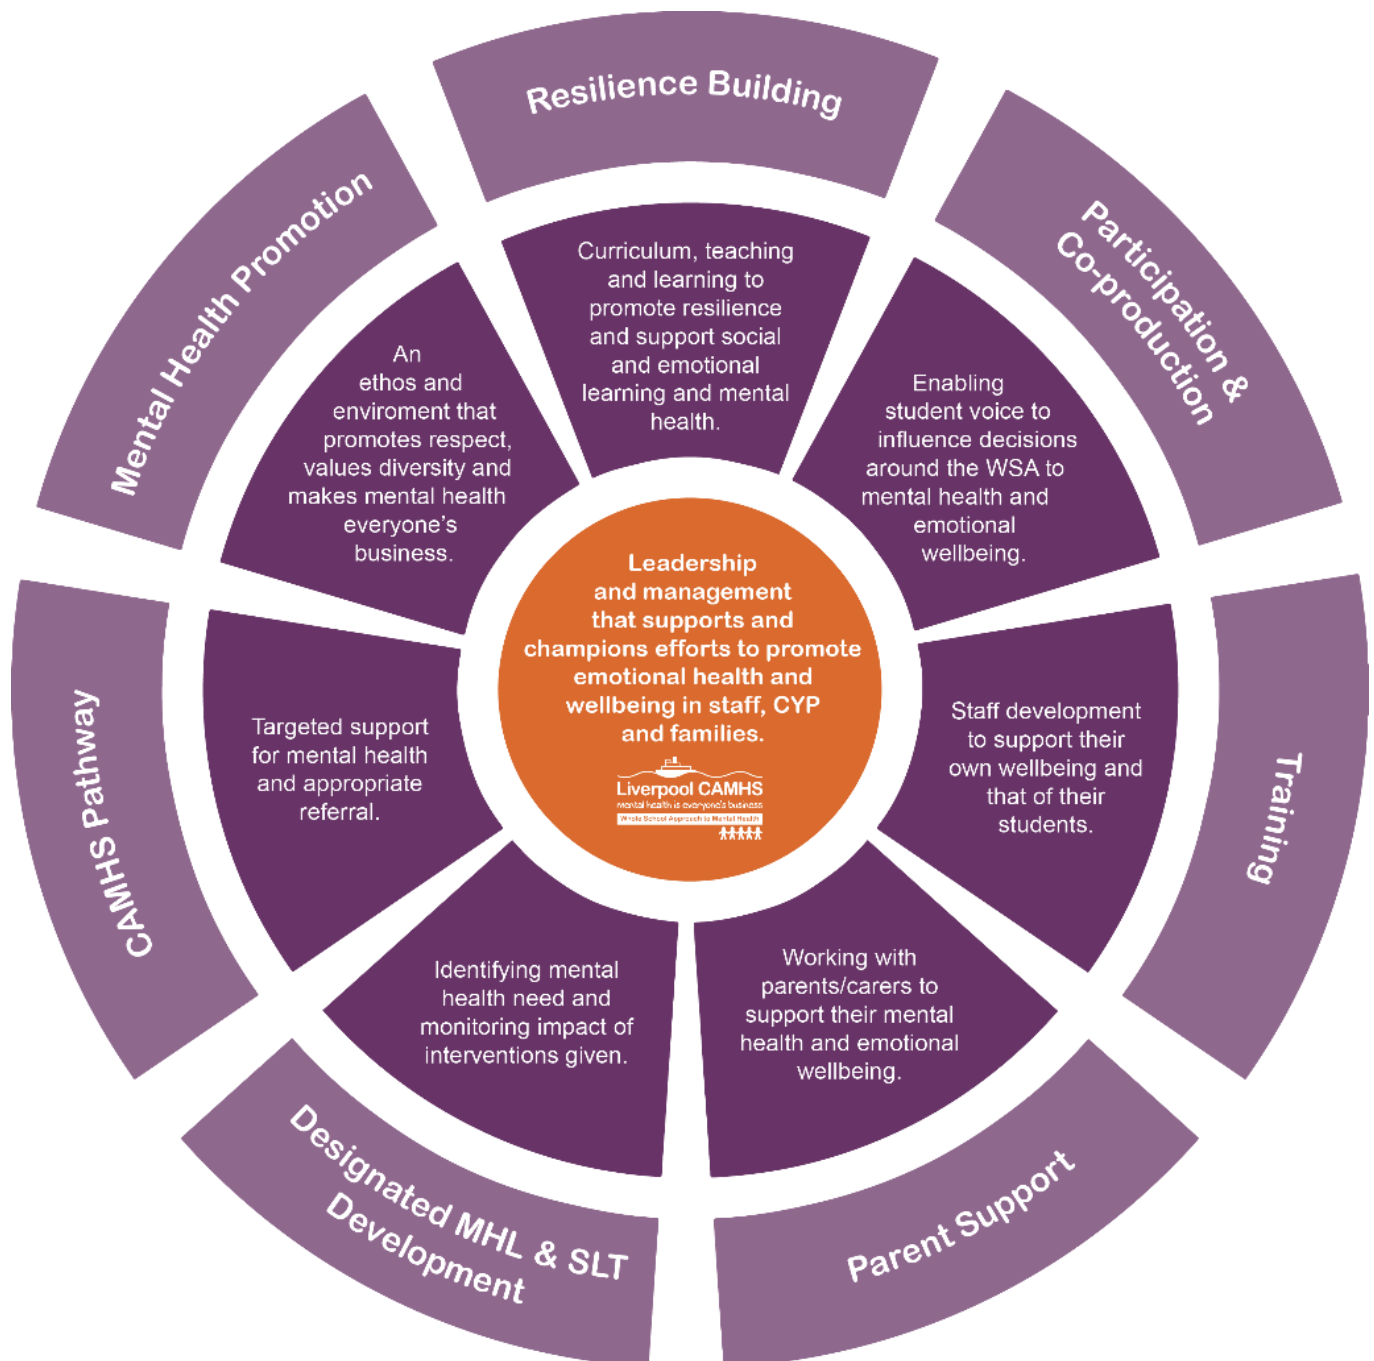 Resilience Building
Curriculum, teaching
and learning to
promote resilience
and support social
and emotional
learning and mental
health.
Participation &
Co-production
Enabling
student voice to
influence decisions
around the WSA to
mental health and
emotional
wellbeing.
Training
Staff development
to support their
own wellbeing and
that of their
students.
Parent Support
Working with
parents/carers to
support their mental
health and emotional
wellbeing.
Designated MHL & SLT
Development
Identifying mental
health need and
monitoring impact of
interventions given.
CAMHS Pathway
Targeted support
for mental health
and appropriate
referral.
Mental Health Promotion
An
ethos and
enviroment that
promotes respect,
values diversity and
makes mental health
everyone's
business.
Leadership
and management
that supports and
champions efforts to promote
emotional health and
wellbeing in staff, CYP
and families.
Liverpool CAMHS
mental health is everyone's business
Whole School Approach to Mental Health